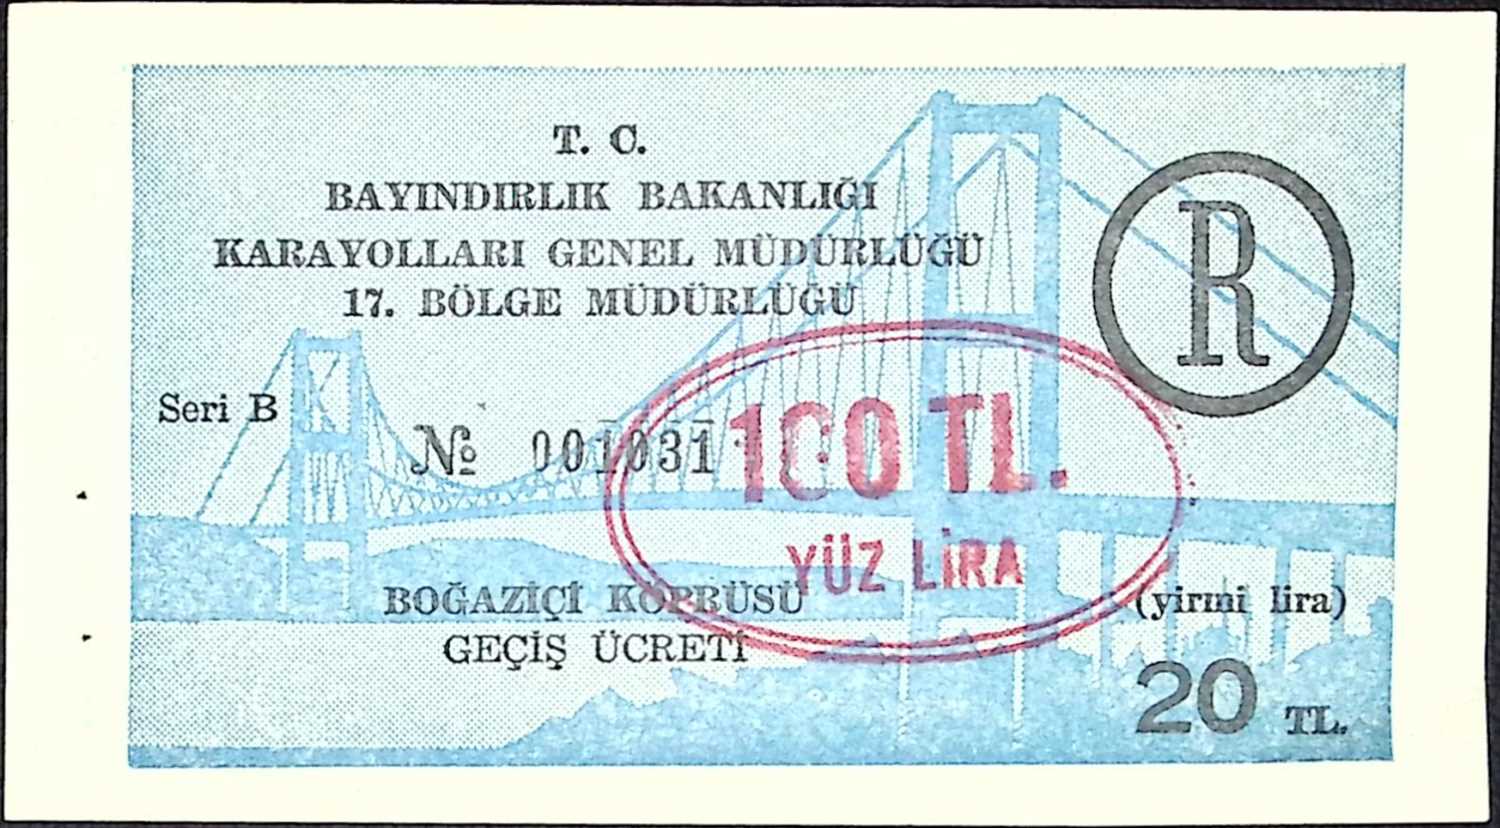 T. C.
BAYINDIRLIK BAKANLIĞI
KARAYOLLARI GENEL MÜDÜRLÜĞÜ
17. BÖLGE MÜDÜRLÜĞÜ
R
Seri B
№ 001031
100 TL.
YÜZ LİRA
BOĞAZİÇİ KÖPRÜSÜ
GEÇİŞ ÜCRETİ
(yirmi lira)
20 TL.